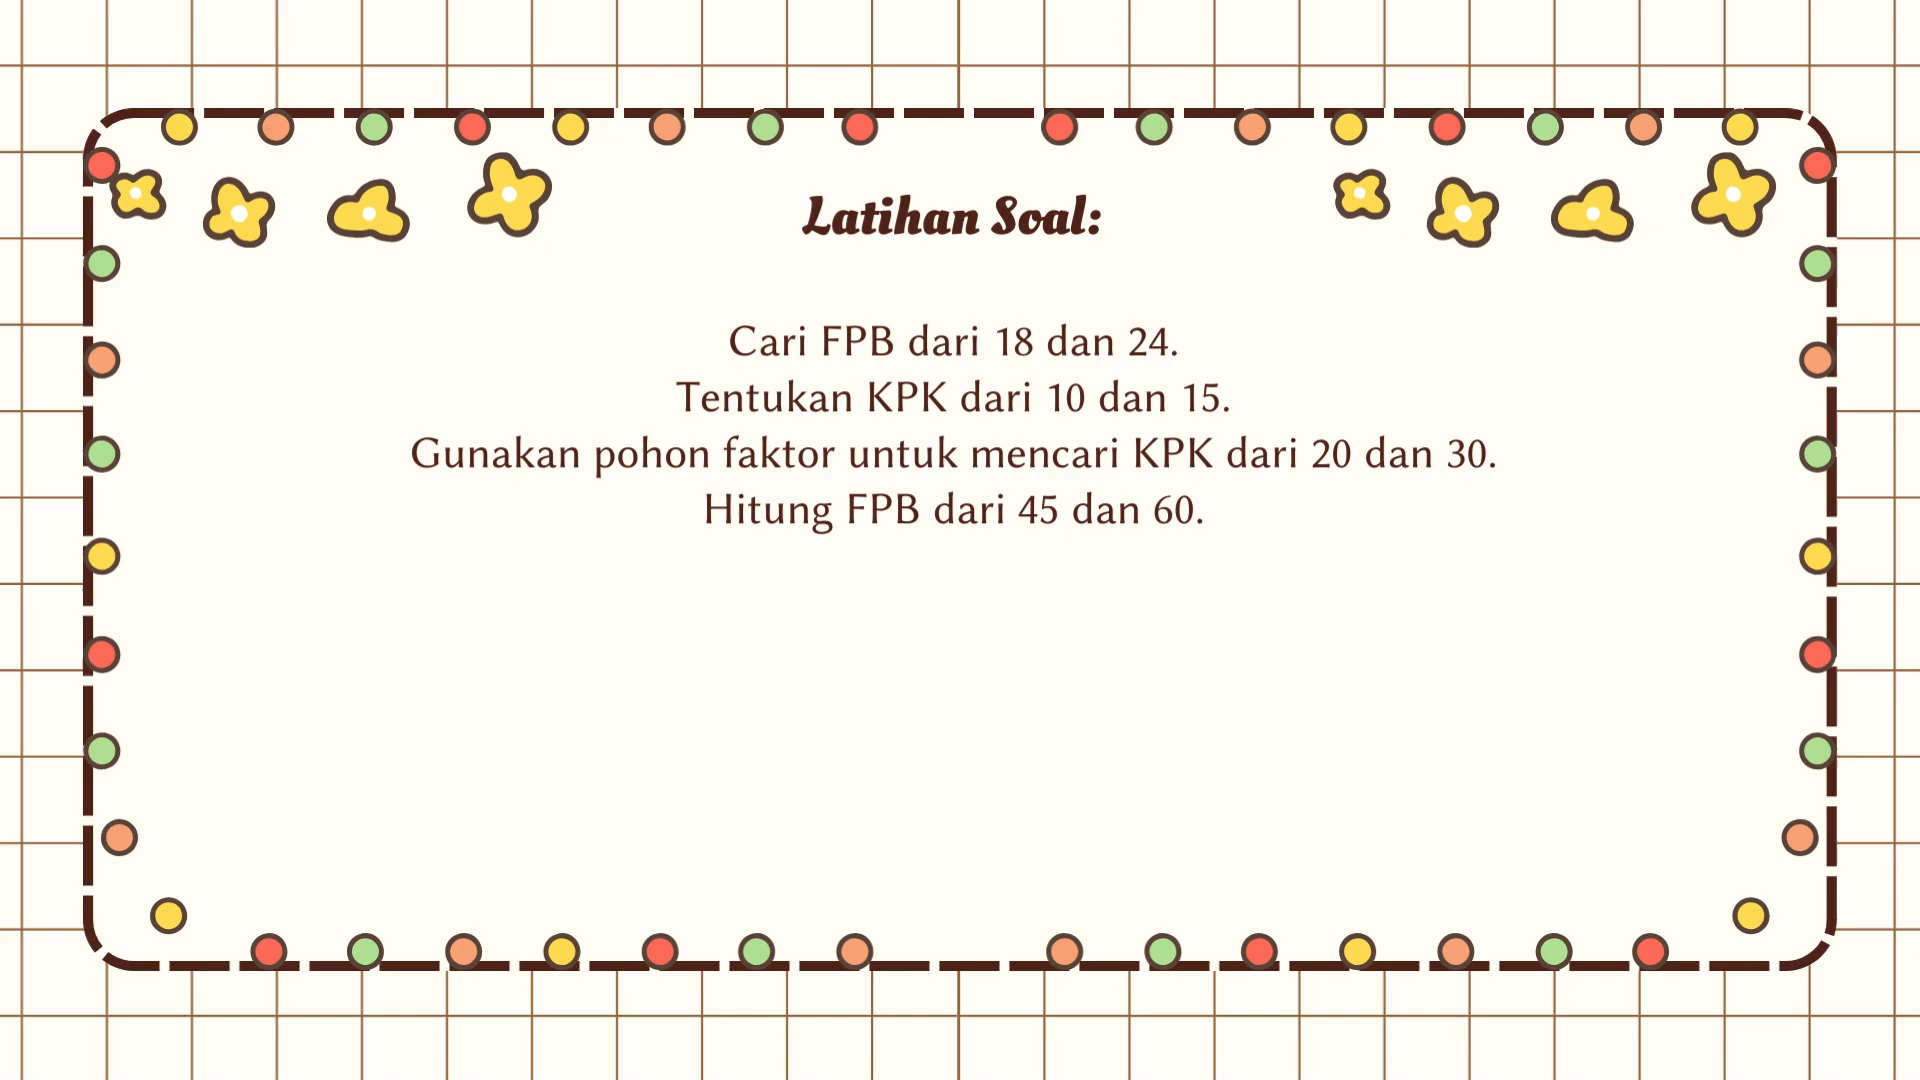 Latihan Soal:
Cari FPB dari 18 dan 24.
Tentukan KPK dari 10 dan 15.
Gunakan pohon faktor untuk mencari KPK dari 20 dan 30.
Hitung FPB dari 45 dan 60.